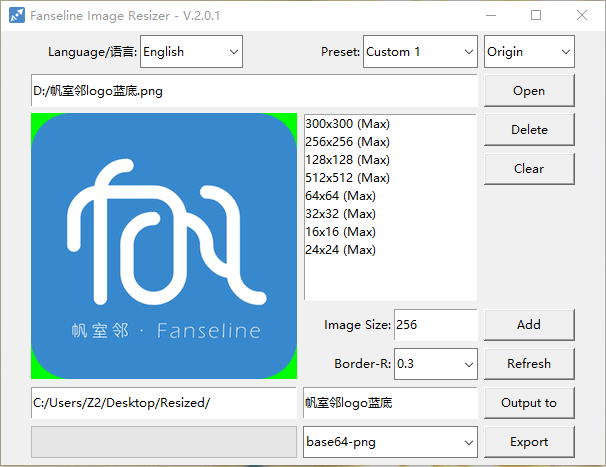 Fanseline Image Resizer - V.2.0.1
Language/语言: English Preset: Custom 1 Origin
D:/帆室邻logo蓝底.png Open
Delete
Clear
300x300 (Max)
256x256 (Max)
128x128 (Max)
512x512 (Max)
64x64 (Max)
32x32 (Max)
16x16 (Max)
24x24 (Max)
帆室邻 · Fanseline
Image Size: 256 Add
Border-R: 0.3 Refresh
C:/Users/Z2/Desktop/Resized/ 帆室邻logo蓝底 Output to
base64-png Export